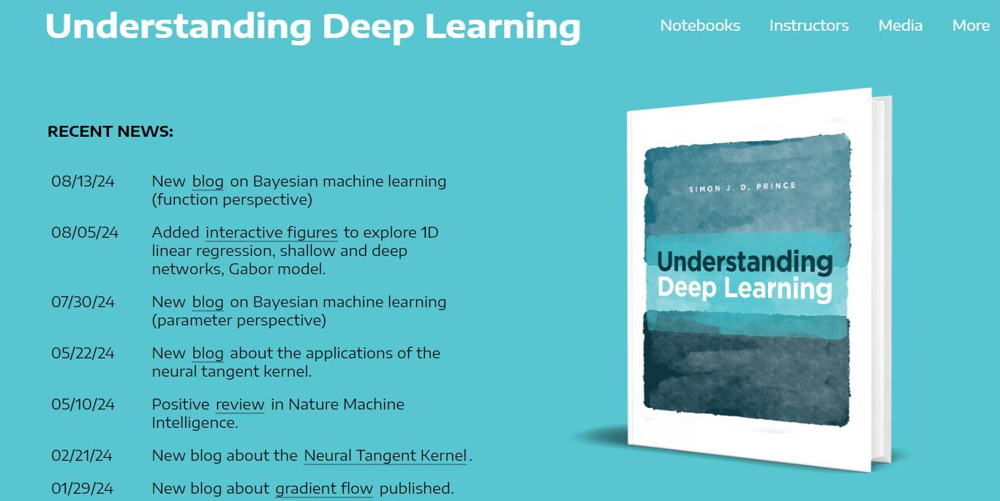 Understanding Deep Learning
Notebooks Instructors Media More
RECENT NEWS:
08/13/24 New blog on Bayesian machine learning
(function perspective)
08/05/24 Added interactive figures to explore 1D
linear regression, shallow and deep
networks, Gabor model.
07/30/24 New blog on Bayesian machine learning
(parameter perspective)
05/22/24 New blog about the applications of the
neural tangent kernel.
05/10/24 Positive review in Nature Machine
Intelligence.
02/21/24 New blog about the Neural Tangent Kernel.
01/29/24 New blog about gradient flow published.
SIMON J. D. PRINCE
Understanding
Deep Learning